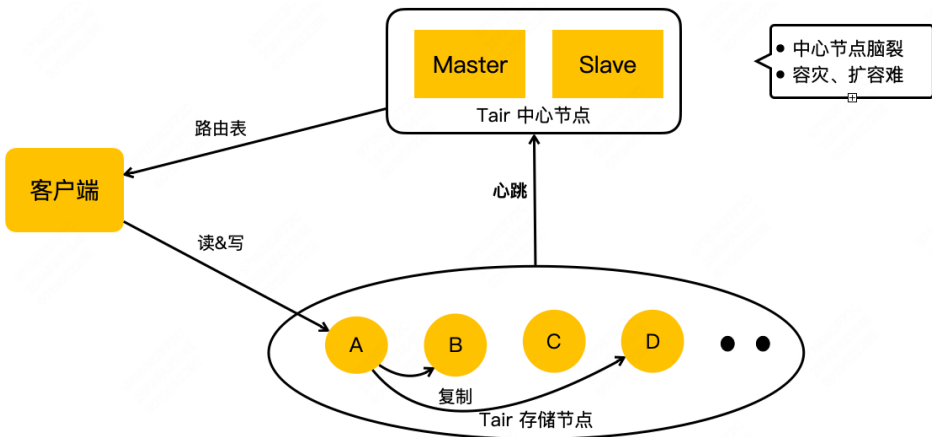 Master
Slave
Tair 中心节点
● 中心节点脑裂
● 容灾、扩容难
路由表
客户端
心跳
读&写
A
B
C
D
复制
Tair 存储节点